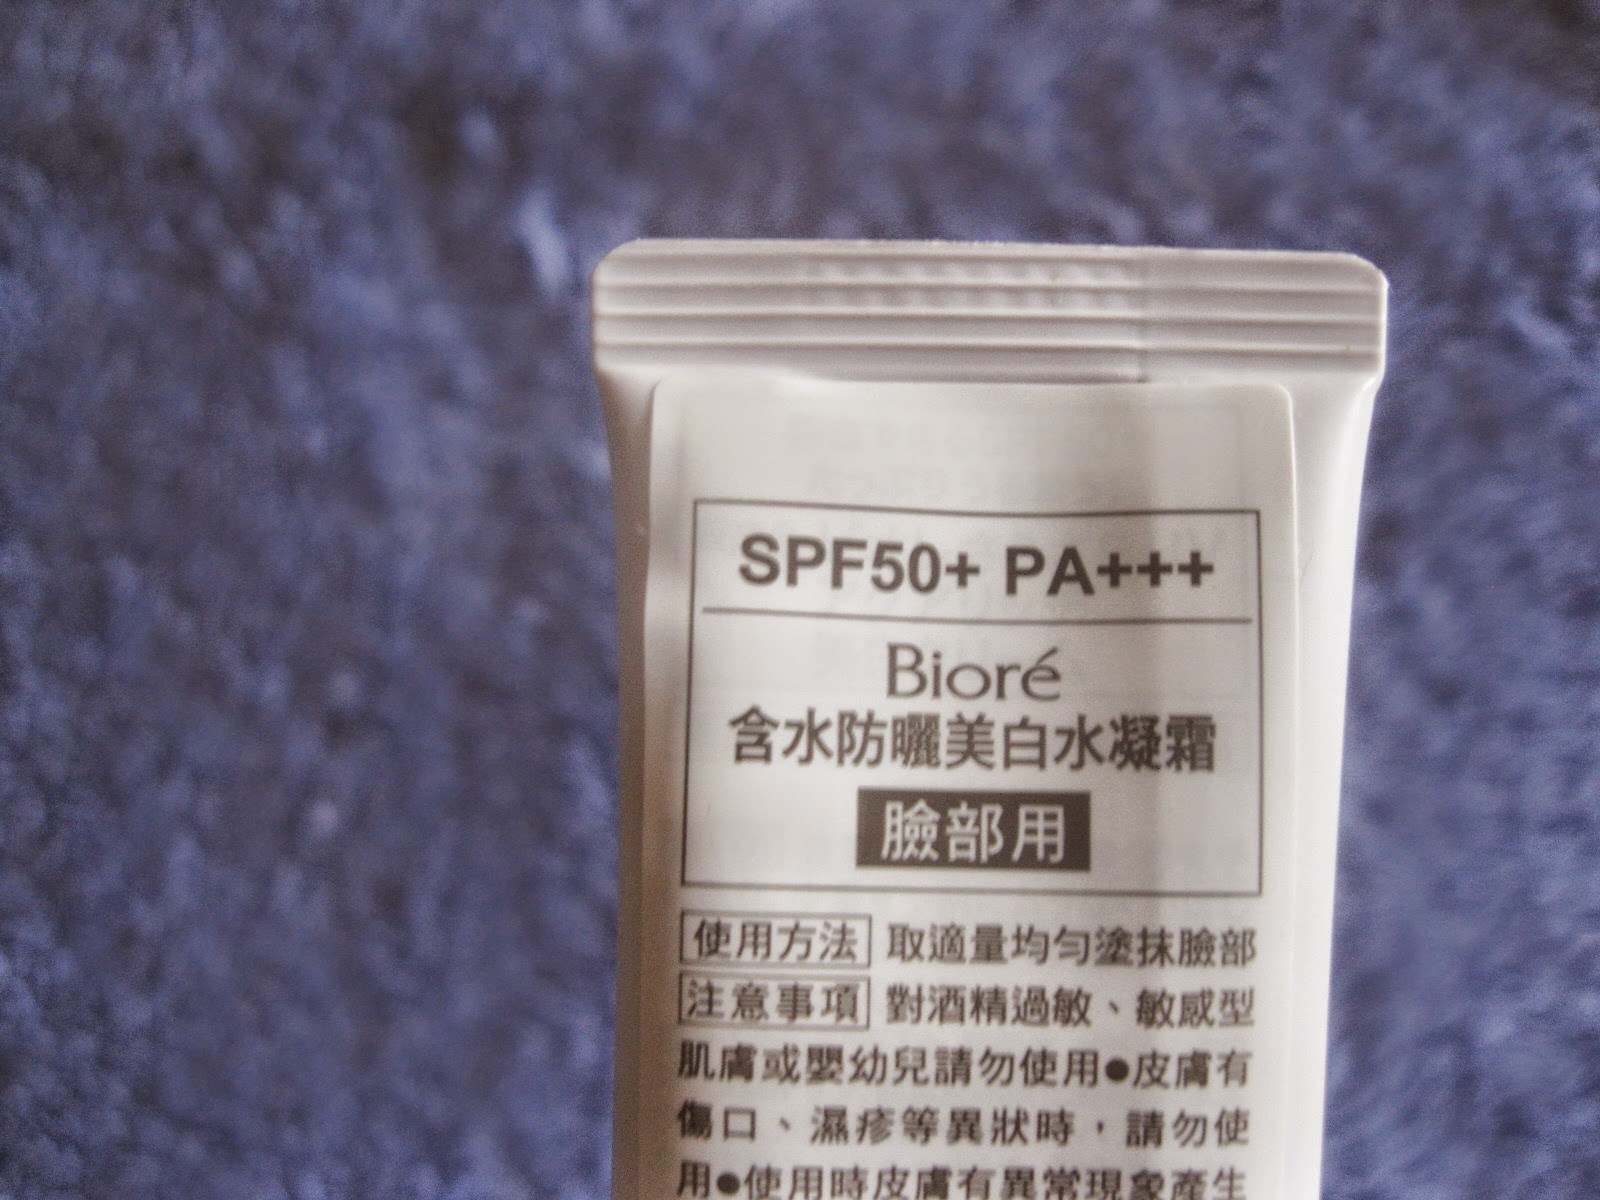 SPF50+ PA+++
Bioré
含水防曬美白水凝霜
臉部用
使用方法 取適量均勻塗抹臉部
注意事項 對酒精過敏、敏感型
肌膚或嬰幼兒請勿使用●皮膚有
傷口、濕疹等異狀時，請勿使
用●使用時皮膚有異常現象產生